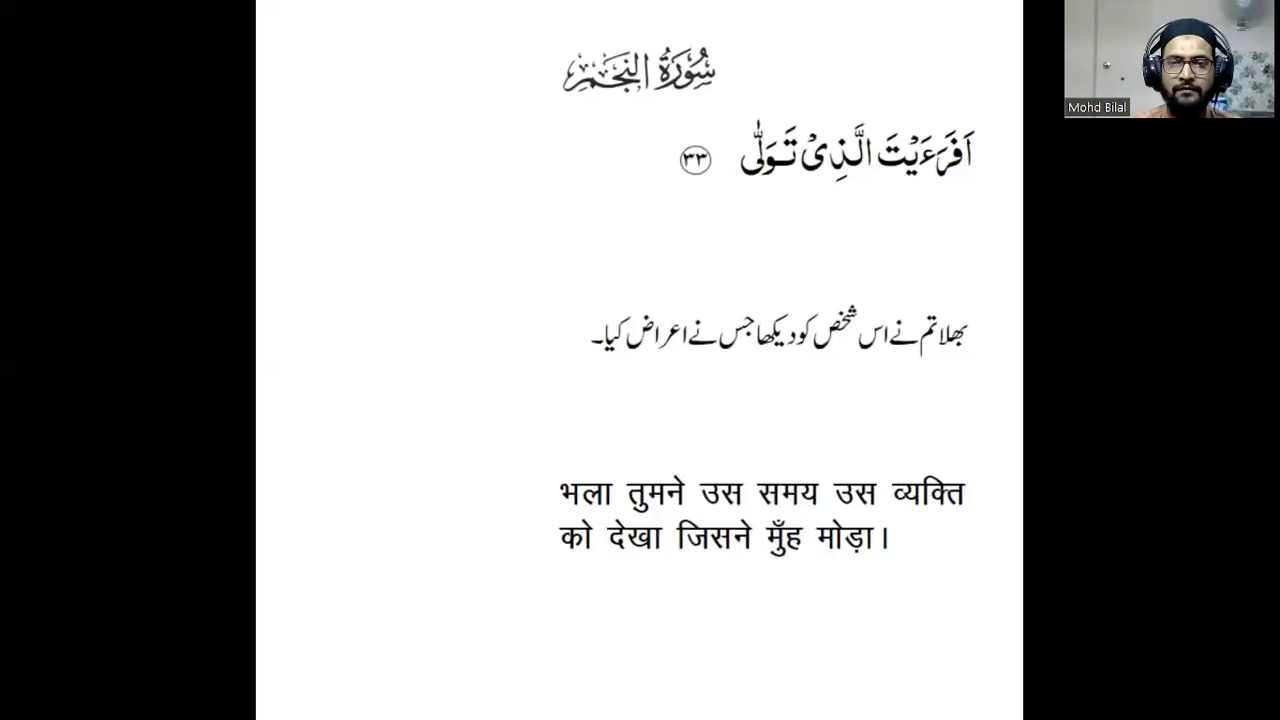 سُوْرَةُ النَّجْمِ
اَفَرَءَيْتَ الَّذِىْ تَوَلّٰى ۳۳
بھلا تم نے اس شخص کو دیکھا جس نے اعراض کیا۔
भला तुमने उस समय उस व्यक्ति
को देखा जिसने मुँह मोड़ा।
Mohd Bilal